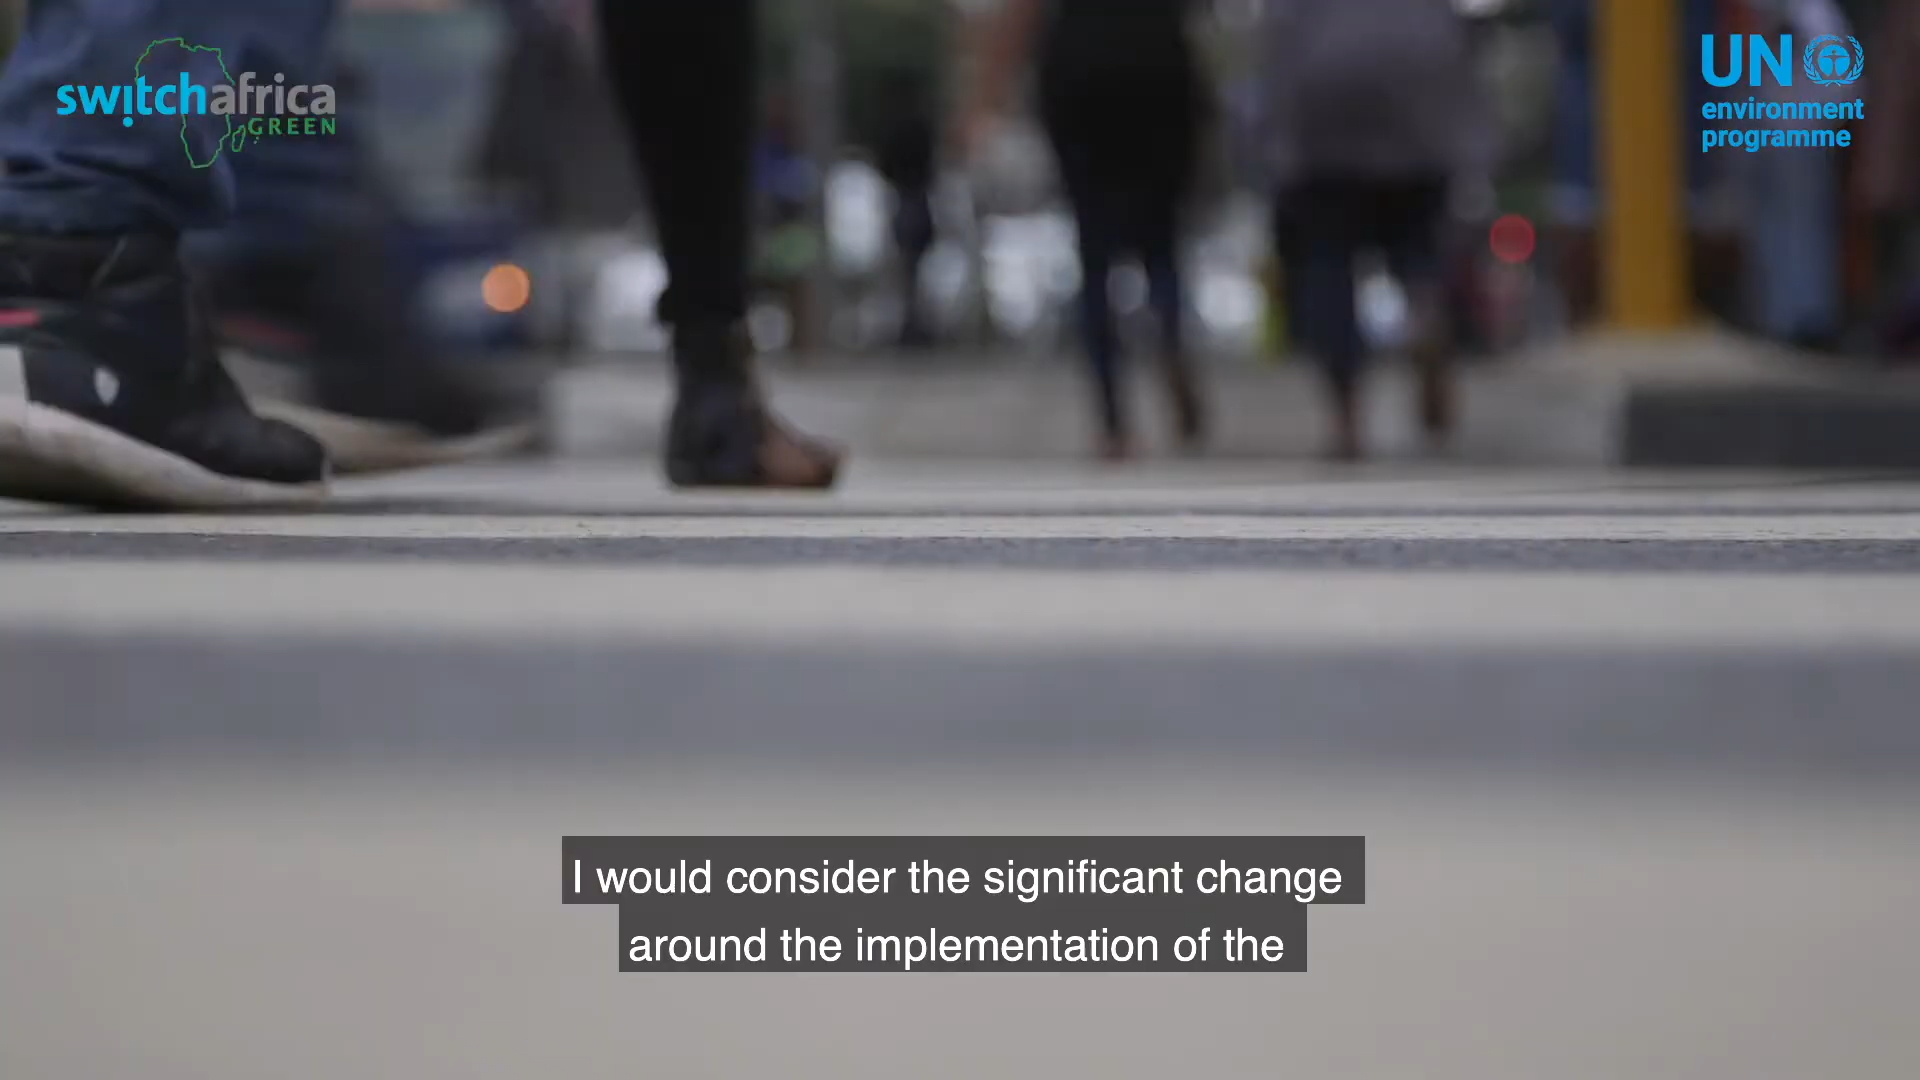 switchafrica
GREEN
UN
environment
programme
I would consider the significant change
around the implementation of the